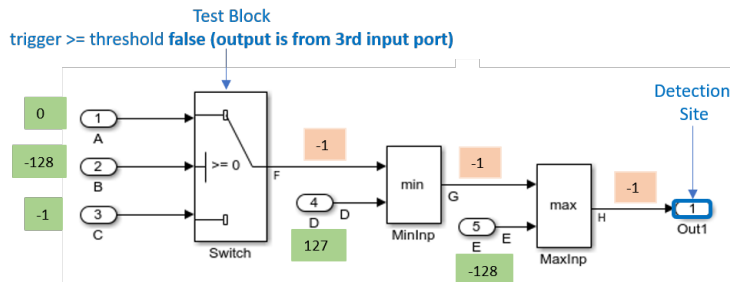 Test Block
trigger >= threshold false (output is from 3rd input port)
Detection
Site
0
1
A
-128
2
B
-1
3
C
>= 0
Switch
F
-1
4
D
D
127
min
MinInp
G
-1
5
E
E
-128
max
MaxInp
H
-1
1
Out1